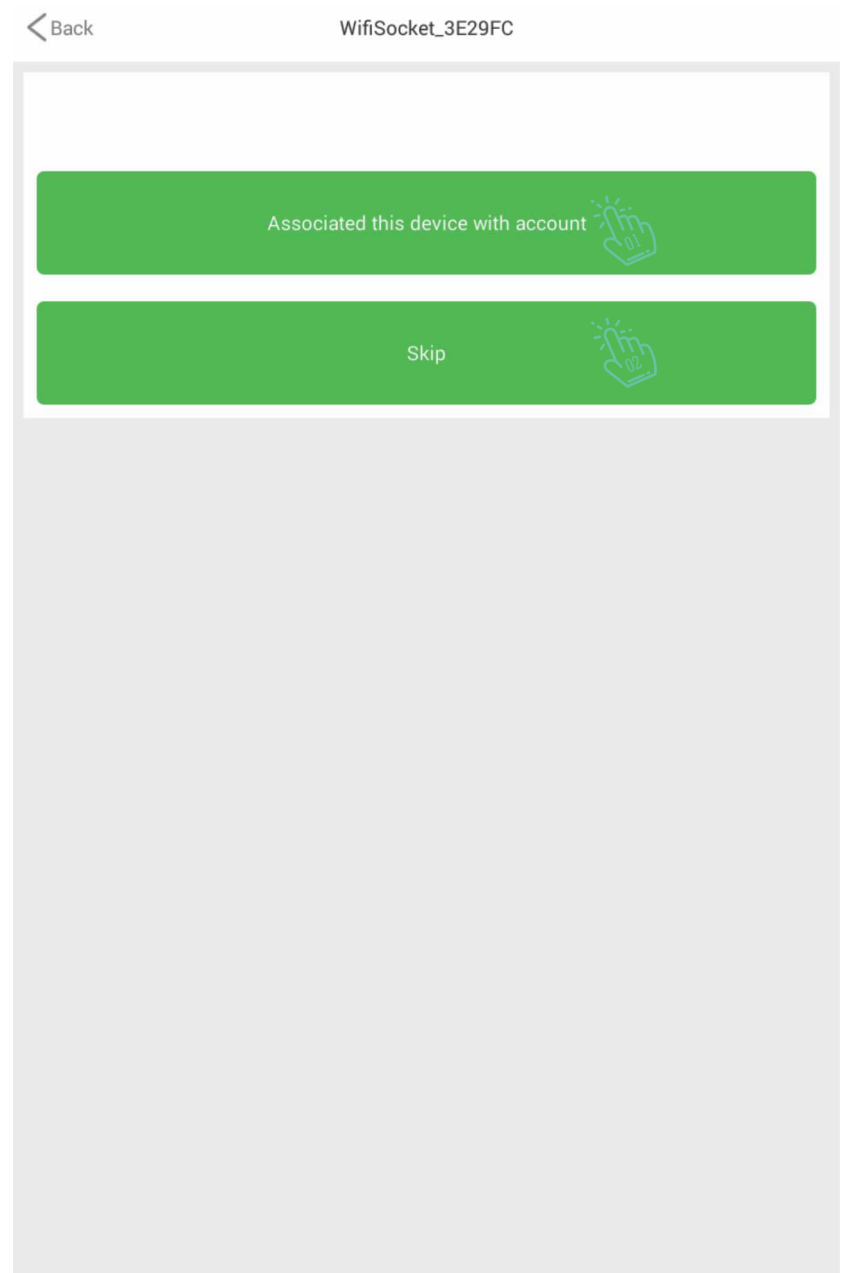 Back
WifiSocket_3E29FC
Associated this device with account
01
Skip
02